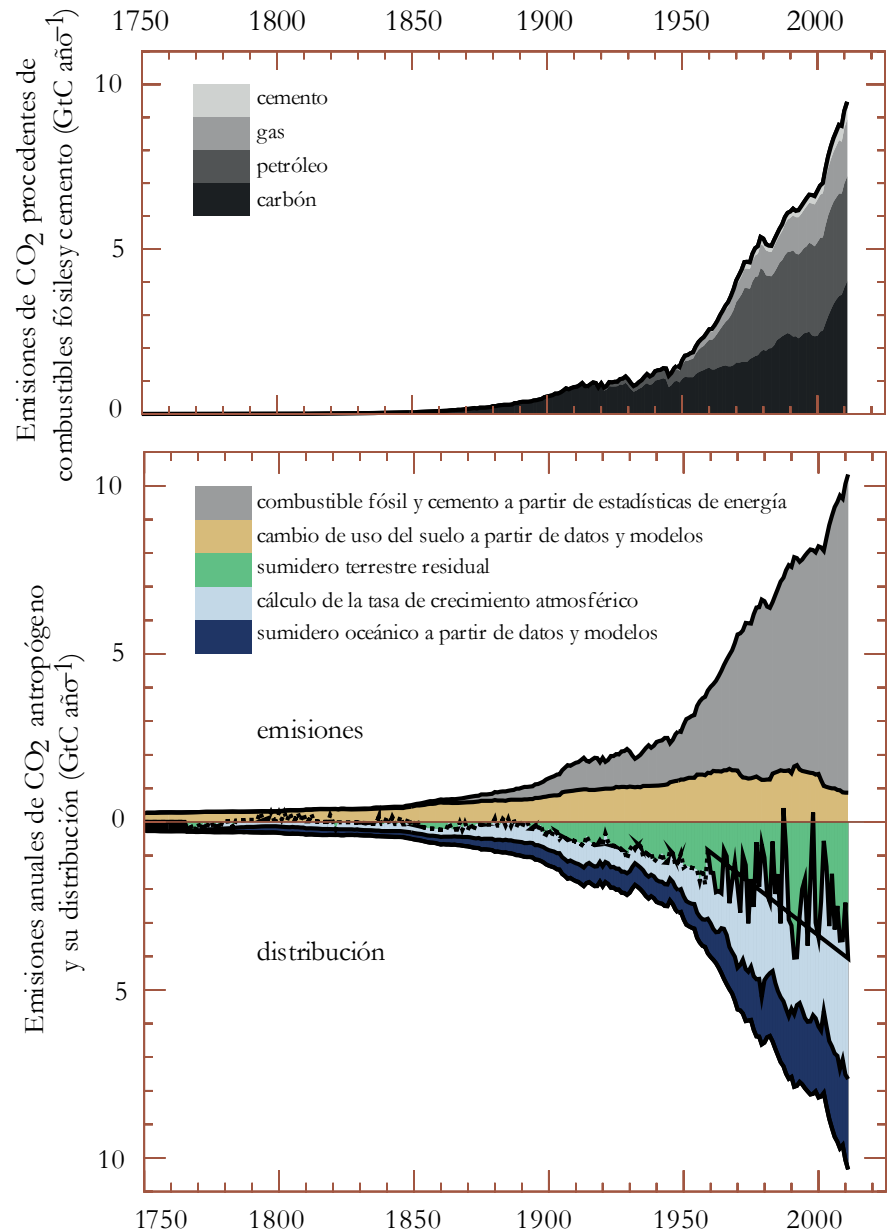 1750 1800 1850 1900 1950 2000
Emisiones de CO2 procedentes de
combustibles fósilesy cemento (GtC año−1)
10
5
0
cemento
gas
petróleo
carbón
Emisiones anuales de CO2 antropógeno
y su distribución (GtC año−1)
10
5
0
5
10
combustible fósil y cemento a partir de estadísticas de energía
cambio de uso del suelo a partir de datos y modelos
sumidero terrestre residual
cálculo de la tasa de crecimiento atmosférico
sumidero oceánico a partir de datos y modelos
emisiones
distribución
1750 1800 1850 1900 1950 2000